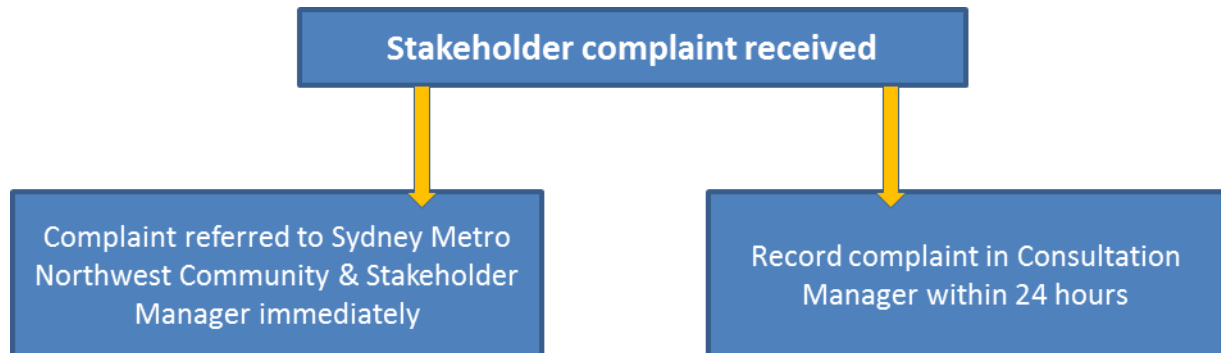 Stakeholder complaint received
Complaint referred to Sydney Metro
Northwest Community & Stakeholder
Manager immediately
Record complaint in Consultation
Manager within 24 hours